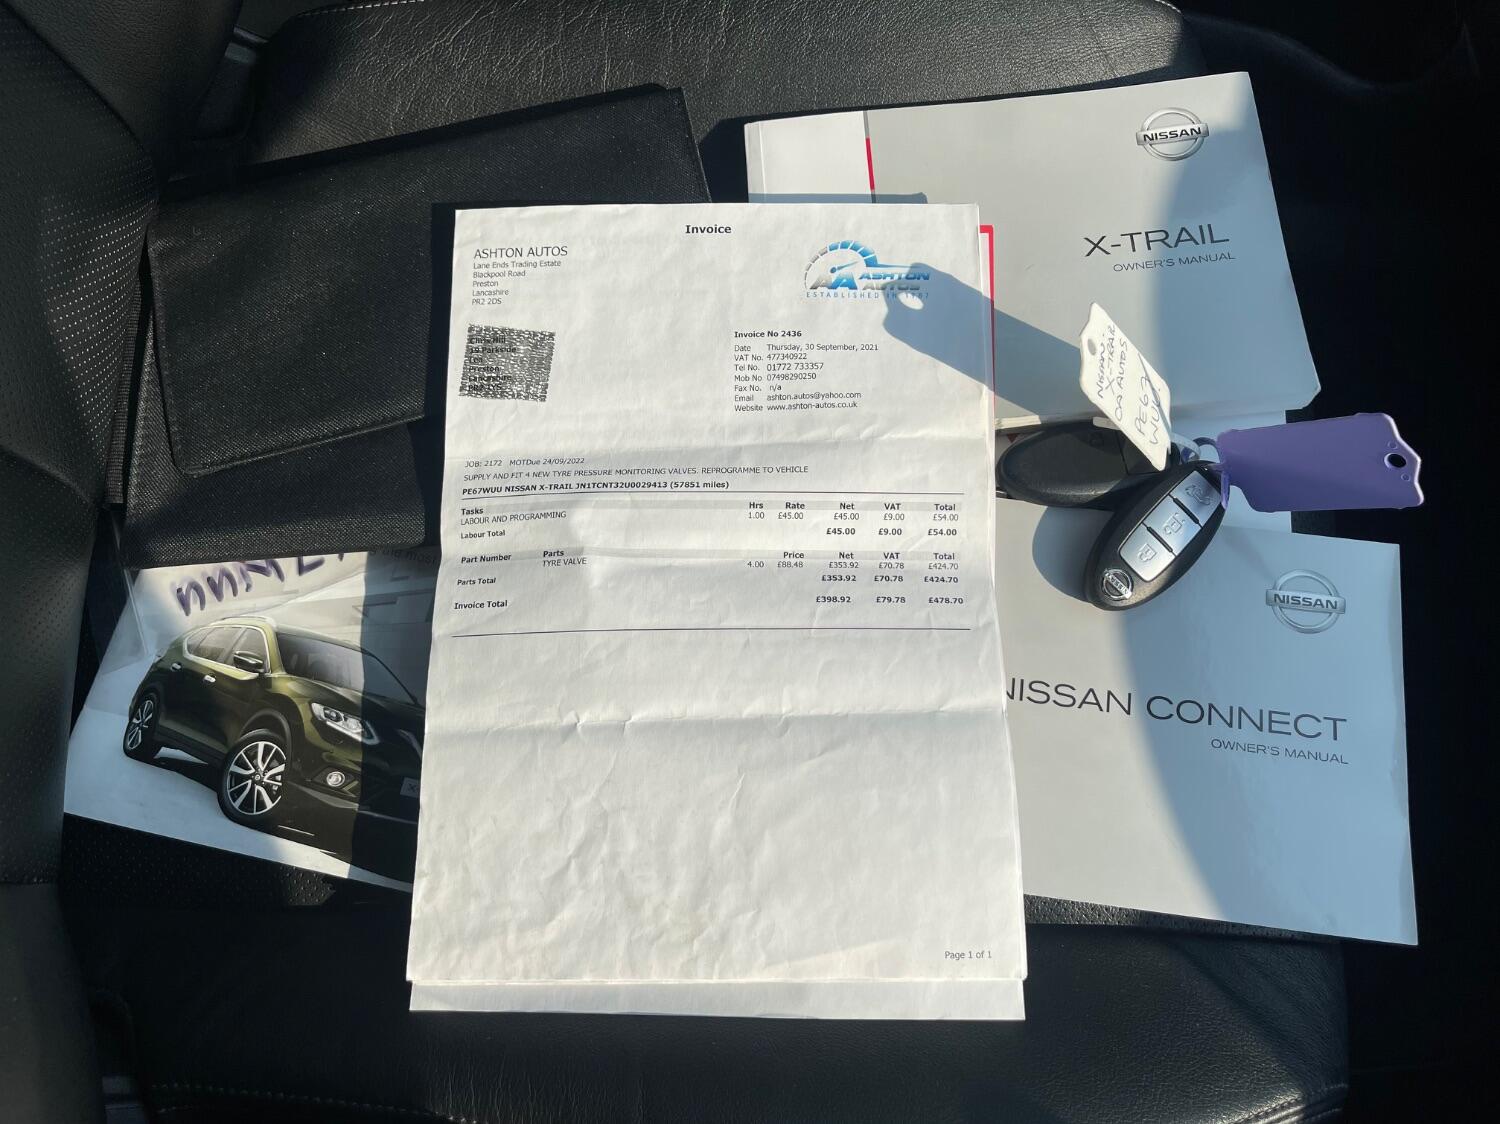 Invoice
ASHTON AUTOS
Lane Ends Trading Estate
Blackpool Road
Preston
Lancashire
PR2 2DS
ASHTON
AUTOS
ESTABLISHED IN 1987
Invoice No 2436
Date Thursday, 30 September, 2021
VAT No. 477340922
Tel No. 01772 733357
Mob No 07498290250
Fax No. n/a
Email ashton.autos@yahoo.com
Website www.ashton-autos.co.uk
JOB: 2172 MOTDue 24/09/2022
SUPPLY AND FIT 4 NEW TYRE PRESSURE MONITORING VALVES. REPROGRAMME TO VEHICLE
PE67WUU NISSAN X-TRAIL JN1TCNT32U0029413 (57851 miles)
Tasks Hrs Rate Net VAT Total
LABOUR AND PROGRAMMING 1.00 £45.00 £45.00 £9.00 £54.00
Labour Total £45.00 £9.00 £54.00
Part Number Parts Price Net VAT Total
TYRE VALVE 4.00 £88.48 £353.92 £70.78 £424.70
Parts Total £353.92 £70.78 £424.70
Invoice Total £398.92 £79.78 £478.70
Page 1 of 1
NISSAN
X-TRAIL
OWNER'S MANUAL
NISSAN.
X-TRAIL
CA AUTOS
PE67
WUU.
NISSAN
NISSAN
NISSAN CONNECT
OWNER'S MANUAL